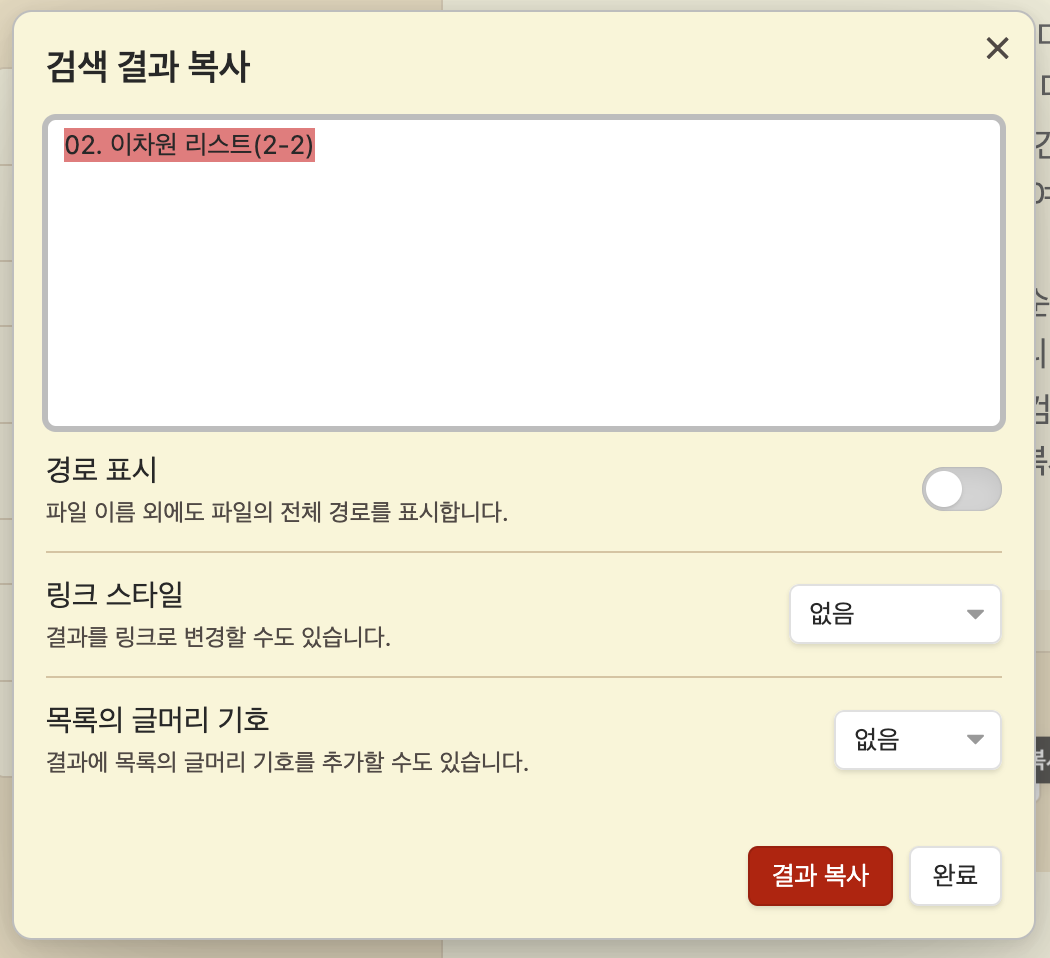 검색 결과 복사
02. 이차원 리스트(2-2)
경로 표시
파일 이름 외에도 파일의 전체 경로를 표시합니다.
링크 스타일
없음
결과를 링크로 변경할 수도 있습니다.
목록의 글머리 기호
없음
결과에 목록의 글머리 기호를 추가할 수도 있습니다.
결과 복사
완료